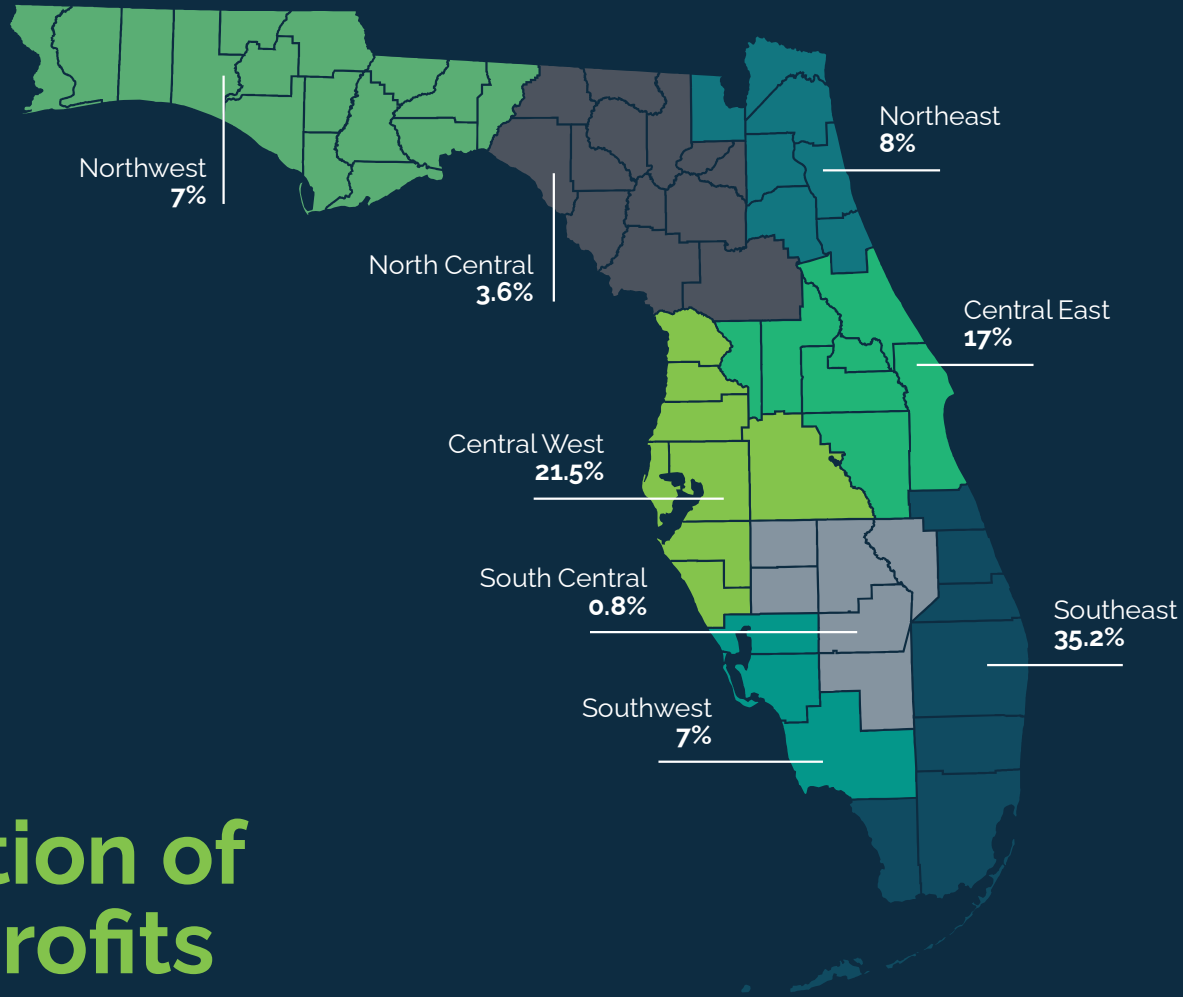 Northeast
8%
Northwest
7%
North Central
3.6%
Central East
17%
Central West
21.5%
South Central
0.8%
Southeast
35.2%
Southwest
7%
tion of
rofits